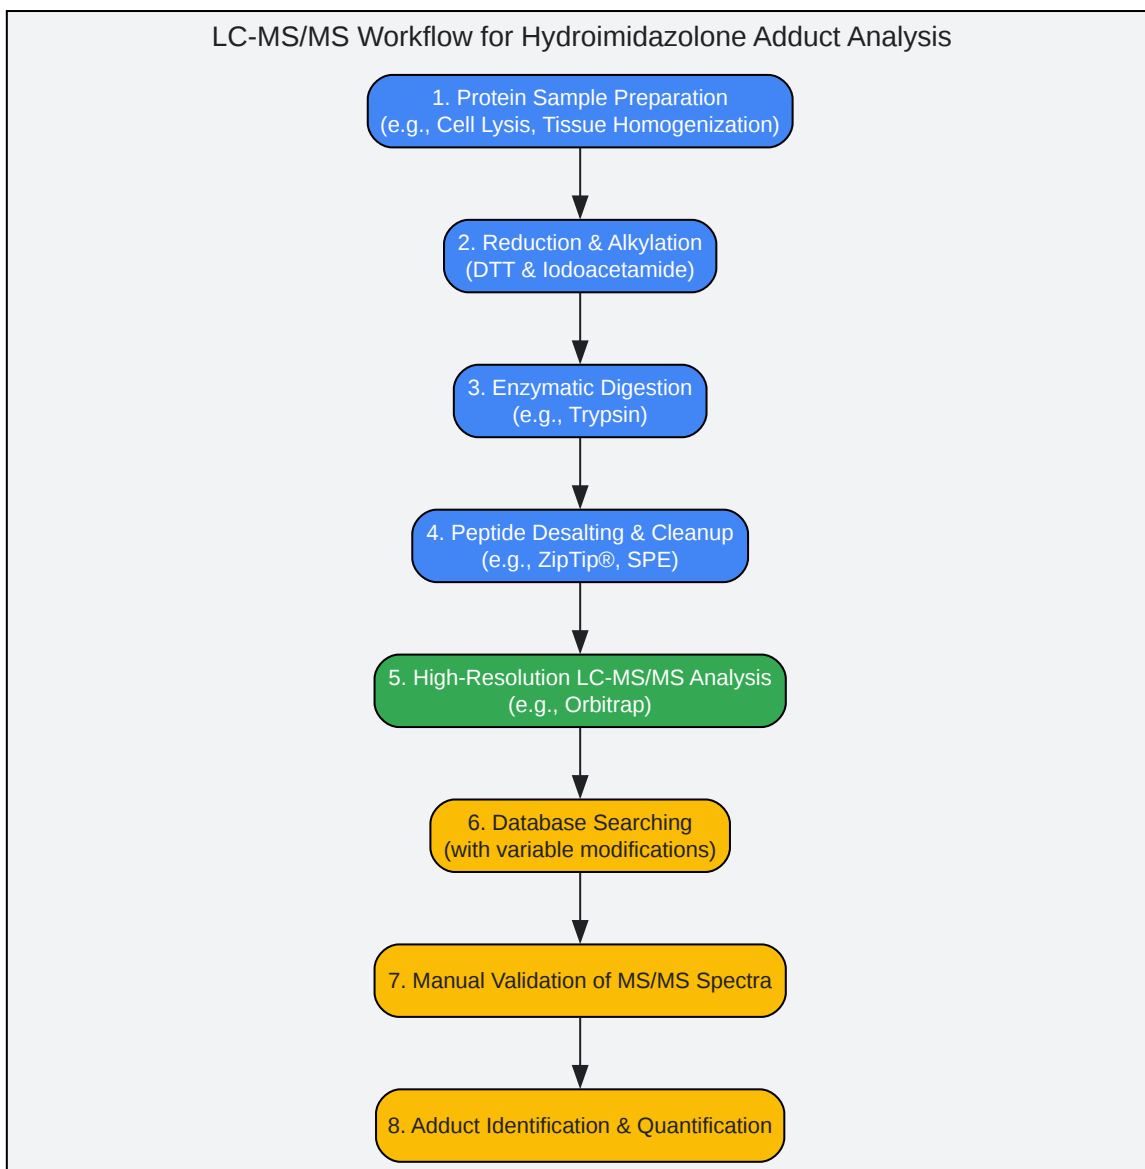 LC-MS/MS Workflow for Hydroimidazolone Adduct Analysis
1. Protein Sample Preparation
(e.g., Cell Lysis, Tissue Homogenization)
2. Reduction & Alkylation
(DTT & Iodoacetamide)
3. Enzymatic Digestion
(e.g., Trypsin)
4. Peptide Desalting & Cleanup
(e.g., ZipTip®, SPE)
5. High-Resolution LC-MS/MS Analysis
(e.g., Orbitrap)
6. Database Searching
(with variable modifications)
7. Manual Validation of MS/MS Spectra
8. Adduct Identification & Quantification